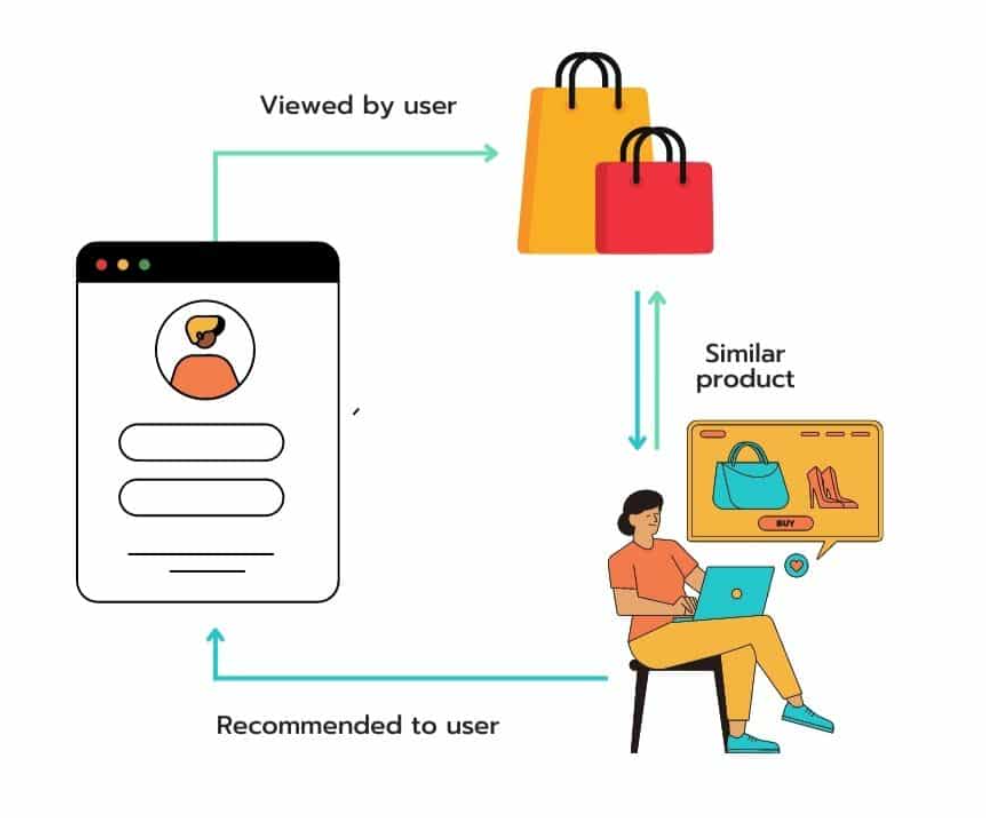 Viewed by user
Similar
product
BUY
Recommended to user